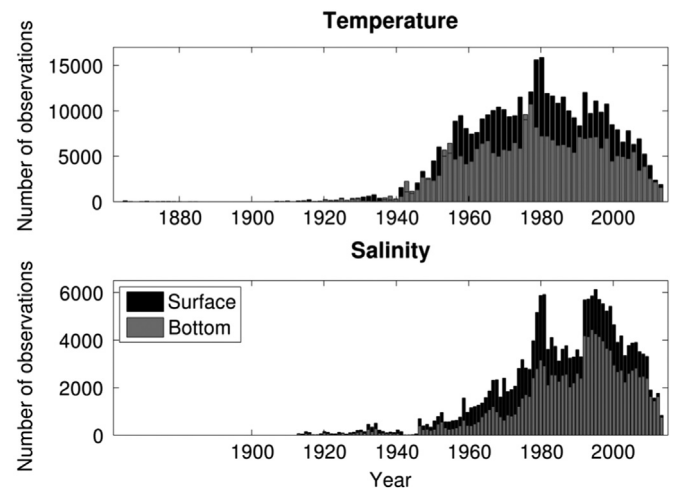 Temperature
Number of observations
15000
10000
5000
0
1880 1900 1920 1940 1960 1980 2000
Salinity
Number of observations
6000
4000
2000
0
Surface
Bottom
1900 1920 1940 1960 1980 2000
Year